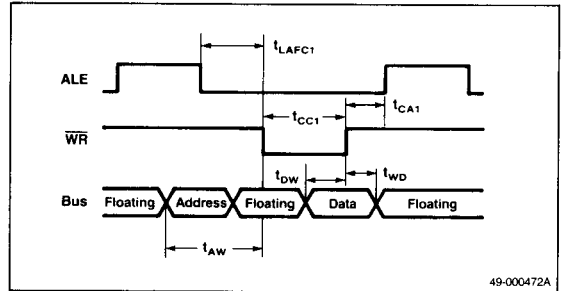 tLAFC1
ALE
tCC1
tCA1
WR
tDW
tWD
Bus Floating Address Floating Data Floating
tAW
49-000472A